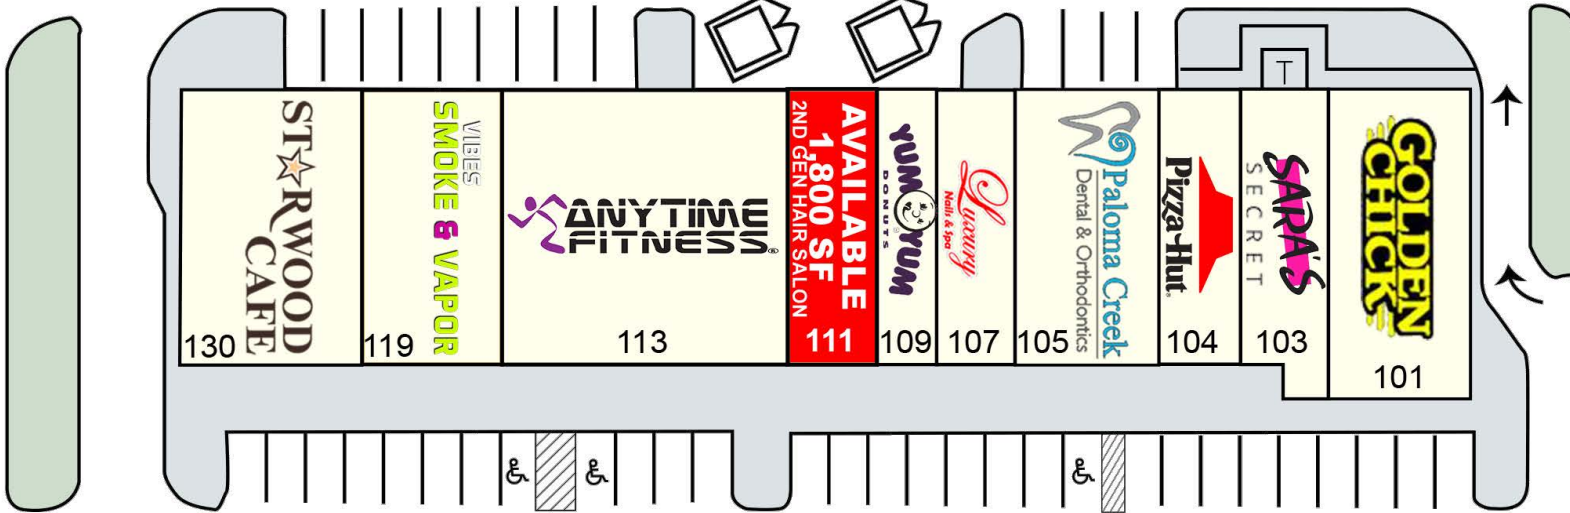 ST☆RWOOD
CAFE
130
VIBES
SMOKE & VAPOR
119
ANYTIME
FITNESS®
113
AVAILABLE
1,800 SF
2ND GEN HAIR SALON
111
YUM YUM
DONUTS
109
Luxury
Nails & Spa
107
Paloma Creek
Dental & Orthodontics
105
Pizza Hut
104
SARA'S
SECRET
103
GOLDEN
CHICK
101
T